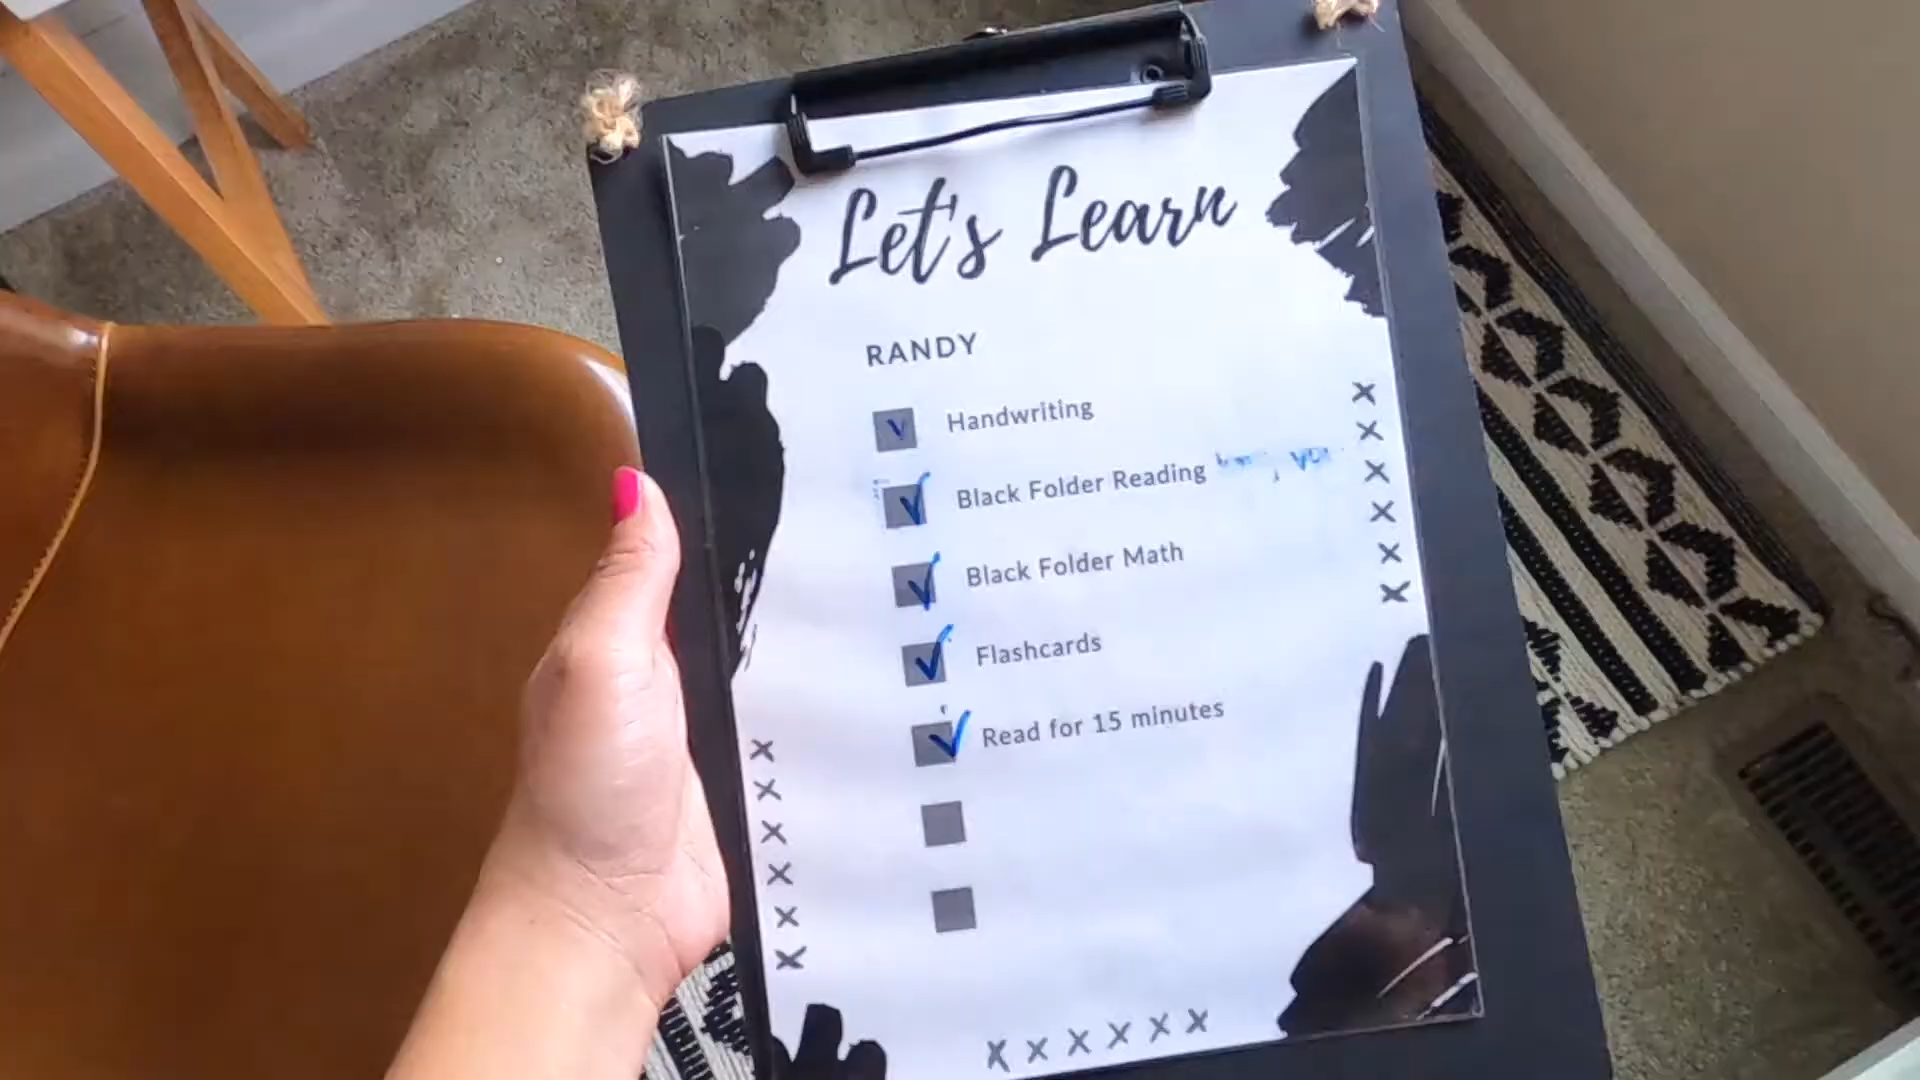 Let's Learn
RANDY
Handwriting
Black Folder Reading
Black Folder Math
Flashcards
Read for 15 minutes